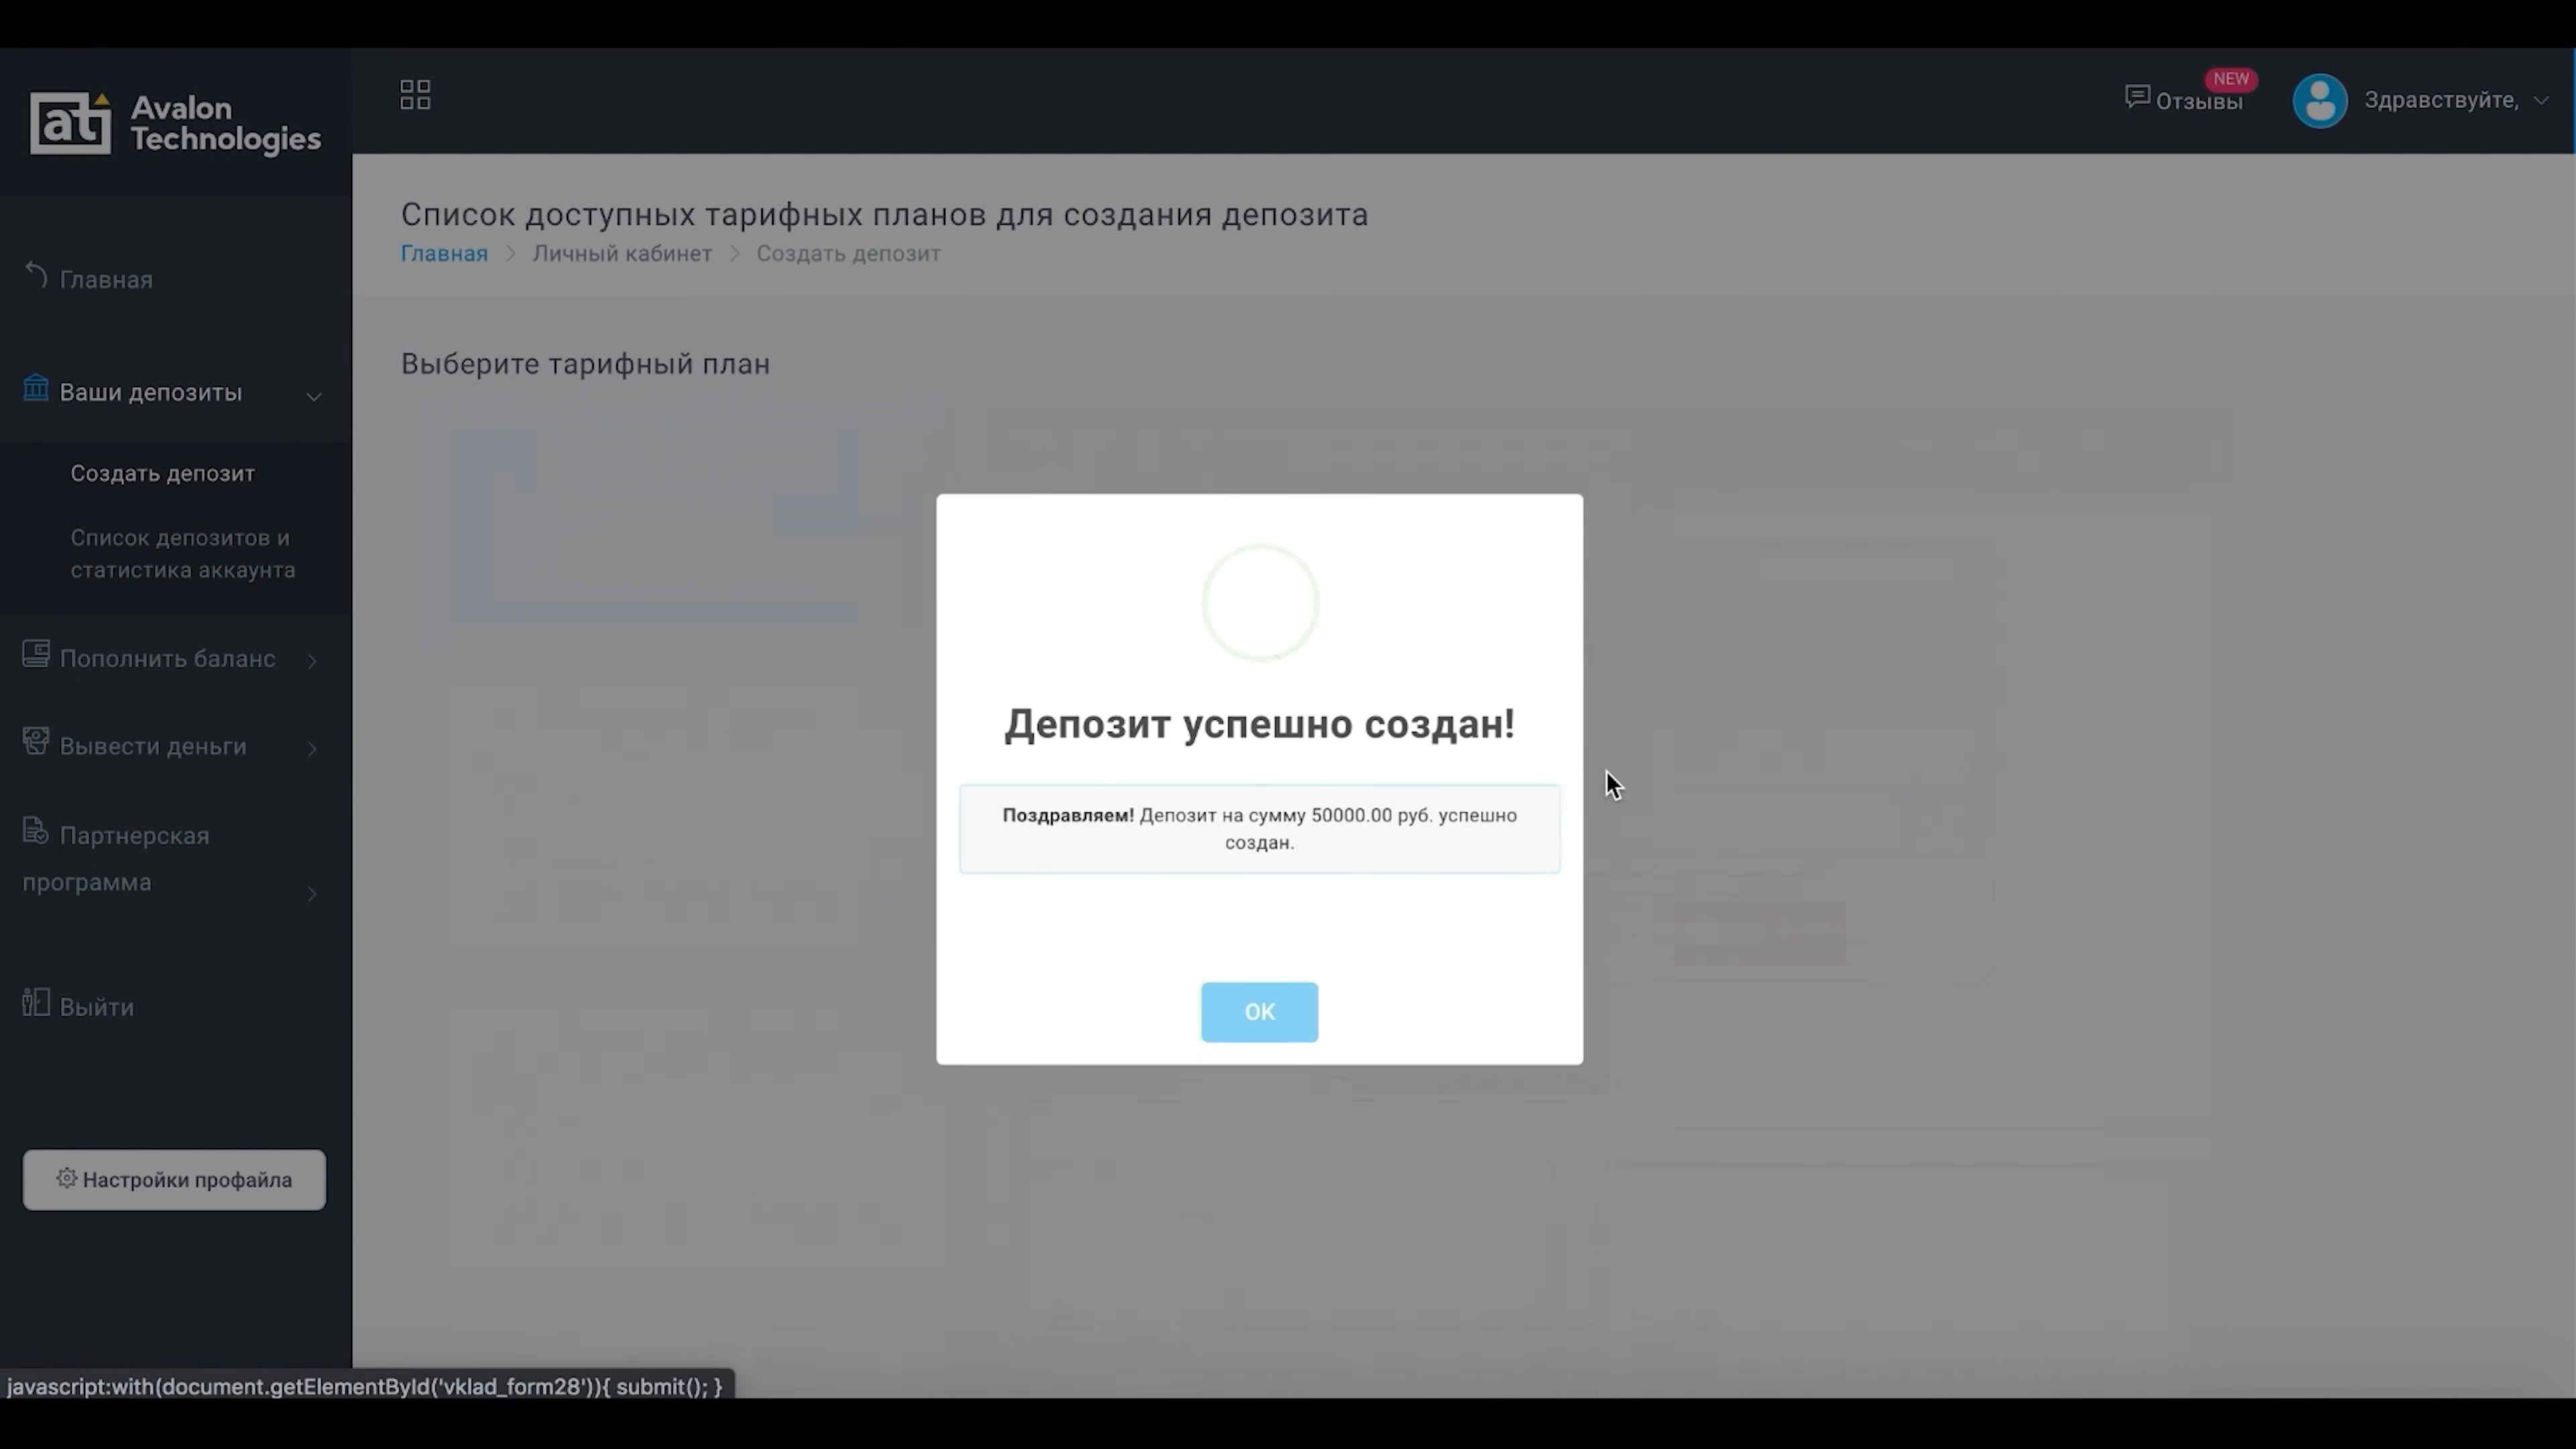 Avalon
Technologies
Отзывы
NEW
Здравствуйте,
Список доступных тарифных планов для создания депозита
Главная > Личный кабинет > Создать депозит
Выберите тарифный план
Главная
Ваши депозиты
Создать депозит
Список депозитов и
статистика аккаунта
Пополнить баланс
Вывести деньги
Партнерская
программа
Выйти
Настройки профайла
Депозит успешно создан!
Поздравляем! Депозит на сумму 50000.00 руб. успешно
создан.
OK
javascript:with(document.getElementById('vklad_form28')){ submit(); }